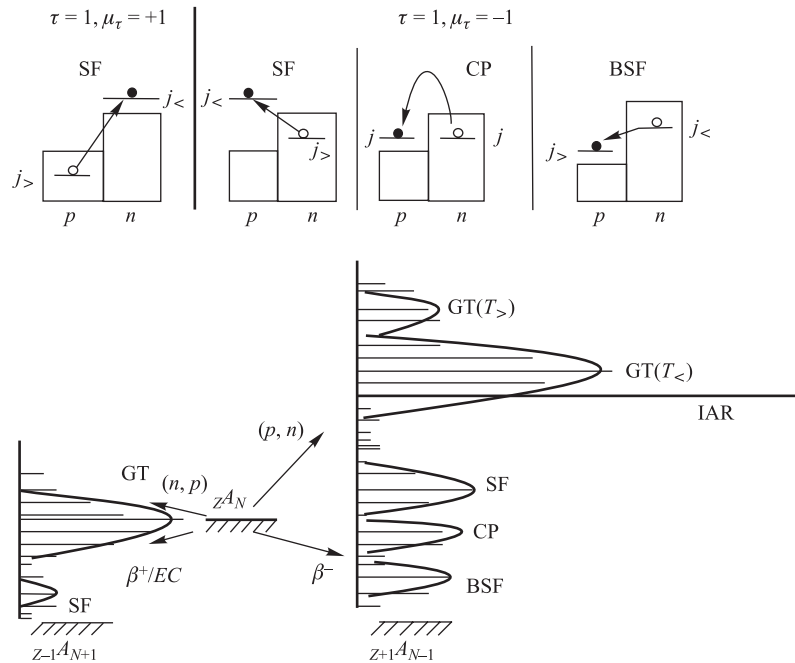 τ = 1, μτ = +1
τ = 1, μτ = −1
SF
SF
CP
BSF
j<
j<
j>
j>
j
j
j<
j>
p n
p n
p n
p n
GT(T>)
GT(T<)
IAR
(p, n)
GT
(n, p)
ZAN
SF
CP
β+/EC
β−
BSF
SF
Z−1AN+1
Z+1AN−1